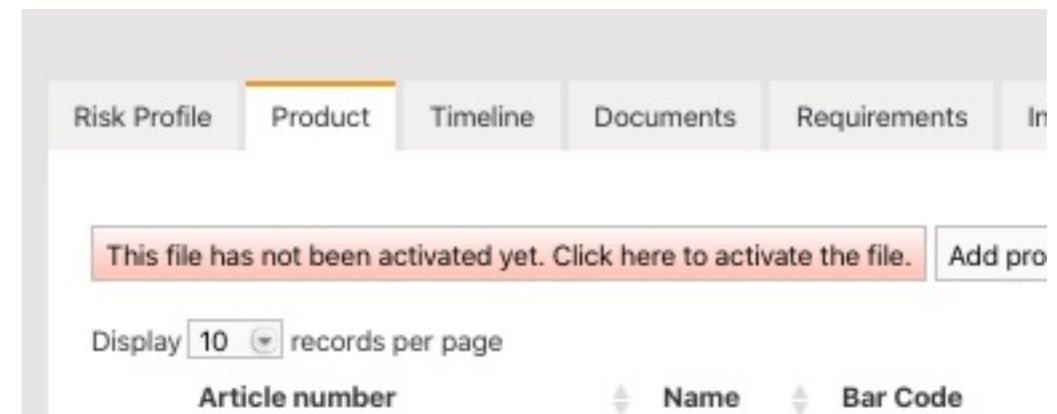 Risk Profile Product Timeline Documents Requirements
This file has not been activated yet. Click here to activate the file. Add
Display 10 records per page
Article number Name Bar Code